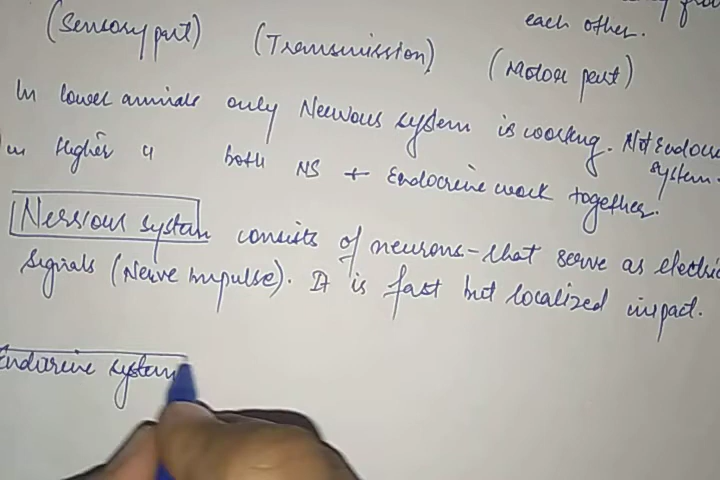 each other.
(Sensory part) (Transmission) (Motor part)
In lower animals only Nervous system is working. Not Endocr
system.
in Higher " both NS + Endocrine work together.
Nervous system consists of neurons - that serve as electric
signals (Nerve impulse). It is fast but localized impact.
Endocrine system